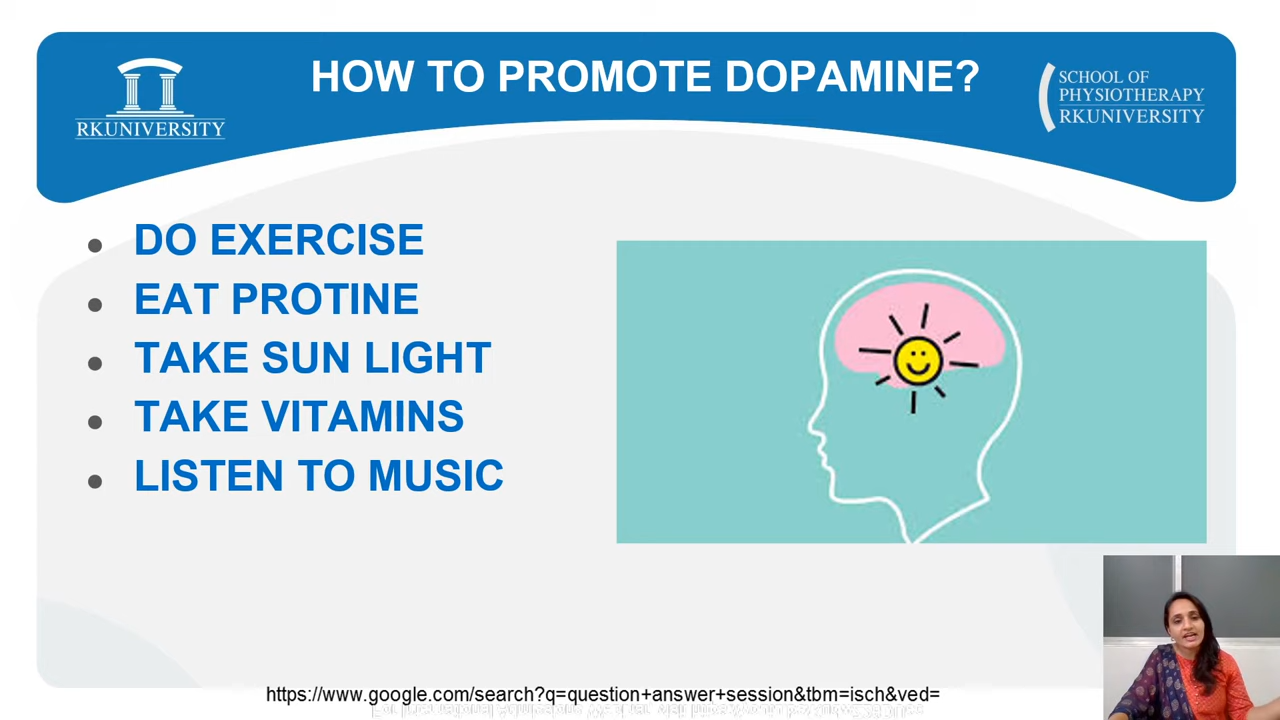 HOW TO PROMOTE DOPAMINE?
RKUNIVERSITY
SCHOOL OF
PHYSIOTHERAPY
RKUNIVERSITY
DO EXERCISE
EAT PROTINE
TAKE SUN LIGHT
TAKE VITAMINS
LISTEN TO MUSIC
https://www.google.com/search?q=question+answer+session&tbm=isch&ved=